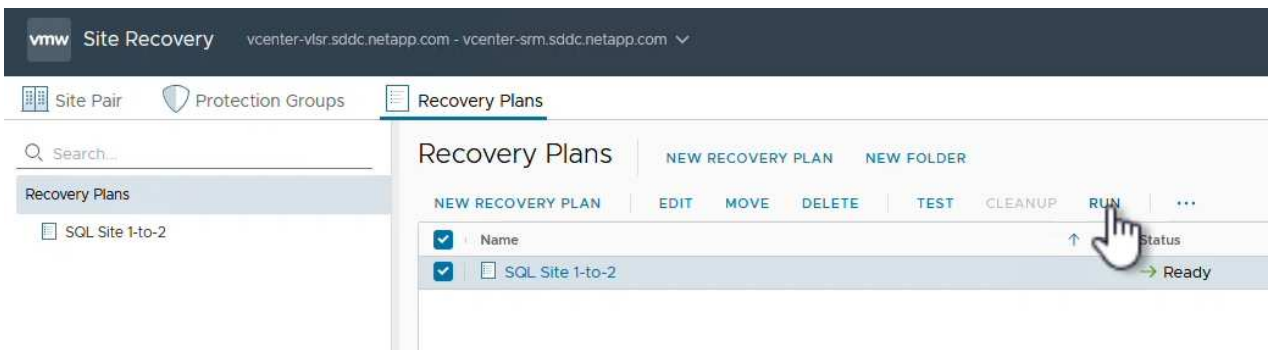 vmw Site Recovery vcenter-vlsr.sddc.netapp.com - vcenter-srm.sddc.netapp.com
Site Pair Protection Groups Recovery Plans
Search...
Recovery Plans
SQL Site 1-to-2
Recovery Plans NEW RECOVERY PLAN NEW FOLDER
NEW RECOVERY PLAN EDIT MOVE DELETE TEST CLEANUP RUN ...
Name Status
SQL Site 1-to-2 Ready